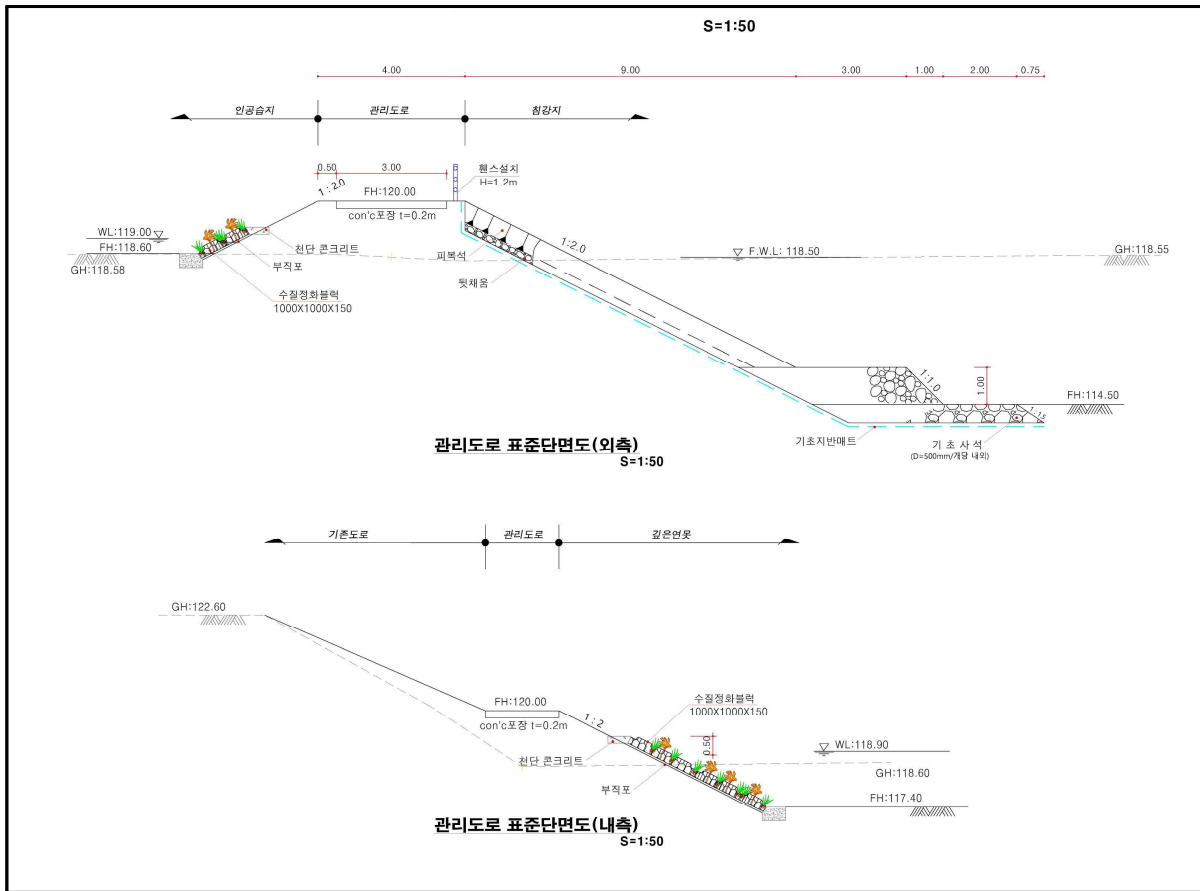 S=1:50
4.00
9.00
3.00
1.00
2.00
0.75
인공습지
관리도로
침강지
0.50
3.00
휀스설치
H=1.2m
1:2.0
FH:120.00
con'c포장 t=0.2m
WL:119.00
FH:118.60
GH:118.58
천단 콘크리트
부직포
수질정화블럭
1000X1000X150
피복석
뒷채움
1:2.0
F.W.L: 118.50
GH:118.55
1:1.0
1.00
FH:114.50
1:1.5
기초지반매트
기 초 사 석
(D=500mm/개당 내외)
관리도로 표준단면도(외측)
S=1:50
기존도로
관리도로
깊은연못
GH:122.60
FH:120.00
con'c포장 t=0.2m
1:2
수질정화블럭
1000X1000X150
0.50
천단 콘크리트
부직포
WL:118.90
GH:118.60
FH:117.40
관리도로 표준단면도(내측)
S=1:50